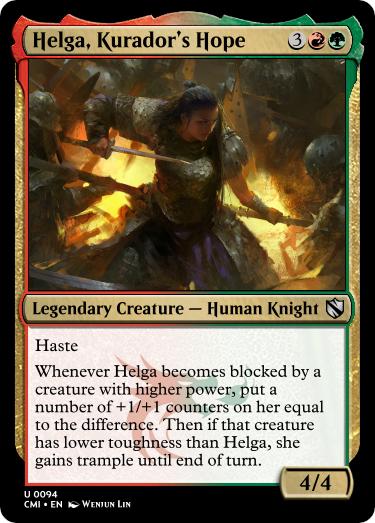 Helga, Kurador's Hope 3
Legendary Creature — Human Knight
Haste
Whenever Helga becomes blocked by a
creature with higher power, put a
number of +1/+1 counters on her equal
to the difference. Then if that creature
has lower toughness than Helga, she
gains trample until end of turn.
4/4
U 0094
CMI • EN Wenjun Lin